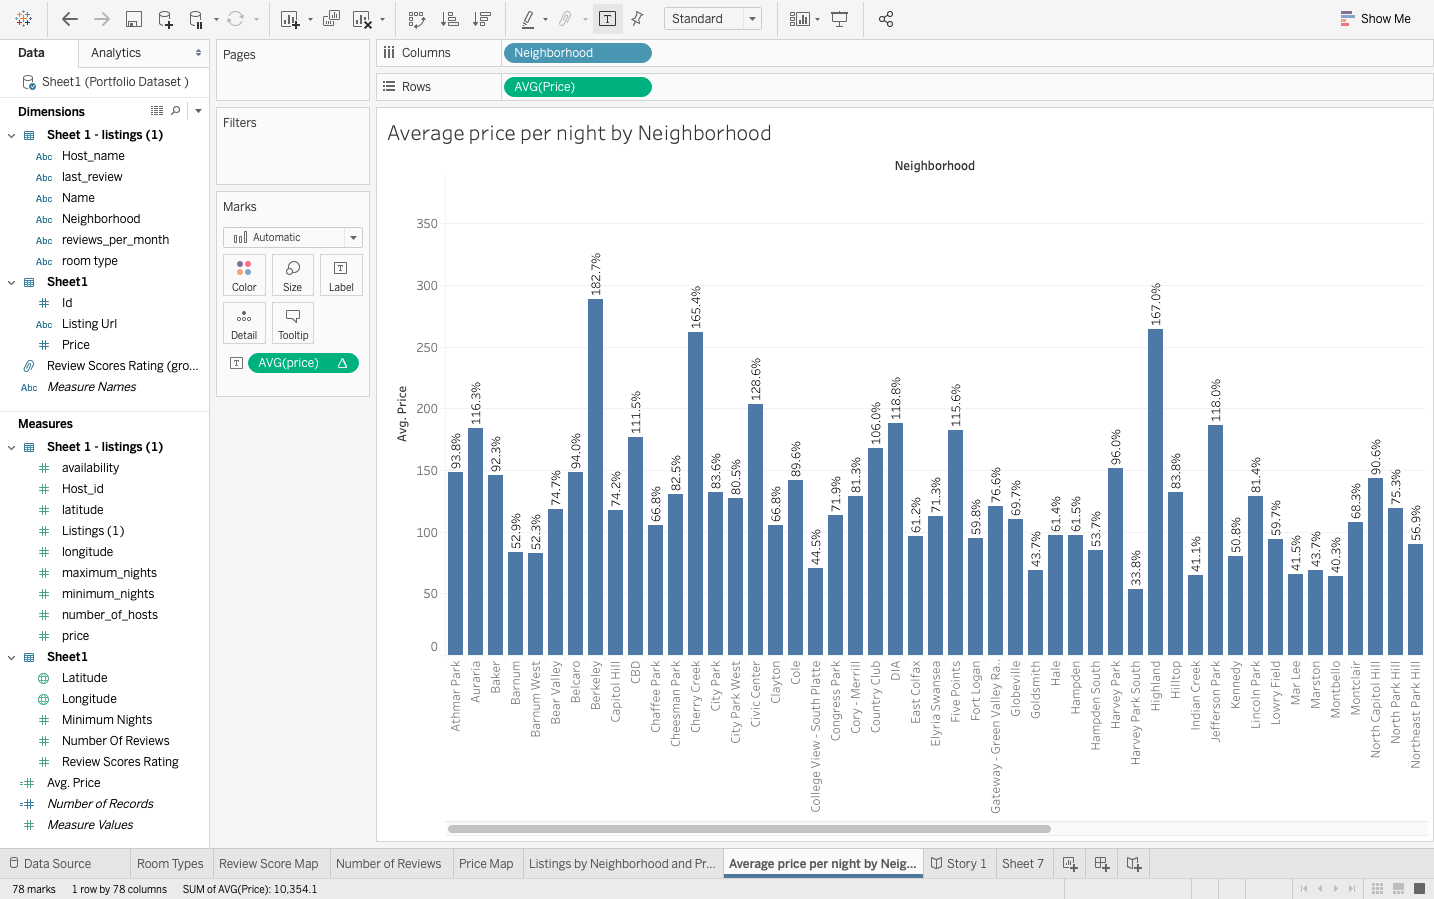 Standard
Show Me
Data
Analytics
Sheet1 (Portfolio Dataset )
Dimensions
Sheet 1 - listings (1)
Abc Host_name
Abc last_review
Abc Name
Abc Neighborhood
Abc reviews_per_month
Abc room type
Sheet1
# Id
Abc Listing Url
# Price
Review Scores Rating (gro...
Abc Measure Names
Measures
Sheet 1 - listings (1)
# availability
# Host_id
# latitude
# Listings (1)
# longitude
# maximum_nights
# minimum_nights
# number_of_hosts
# price
Sheet1
Latitude
Longitude
# Minimum Nights
# Number Of Reviews
# Review Scores Rating
=# Avg. Price
=# Number of Records
# Measure Values
Pages
Filters
Marks
Automatic
Color
Size
T
Label
Detail
Tooltip
T AVG(price) Δ
Columns
Neighborhood
Rows
AVG(Price)
Average price per night by Neighborhood
Neighborhood
Avg. Price
350
300
250
200
150
100
50
0
93.8%
116.3%
92.3%
52.9%
52.3%
74.7%
94.0%
182.7%
74.2%
111.5%
66.8%
82.5%
165.4%
83.6%
80.5%
128.6%
66.8%
89.6%
44.5%
71.9%
81.3%
106.0%
118.8%
61.2%
71.3%
115.6%
59.8%
76.6%
69.7%
43.7%
61.4%
61.5%
53.7%
96.0%
33.8%
167.0%
83.8%
41.1%
118.0%
50.8%
81.4%
59.7%
41.5%
43.7%
40.3%
68.3%
90.6%
75.3%
56.9%
Athmar Park
Auraria
Baker
Barnum
Barnum West
Bear Valley
Belcaro
Berkeley
Capitol Hill
CBD
Chaffee Park
Cheesman Park
Cherry Creek
City Park
City Park West
Civic Center
Clayton
Cole
College View - South Platte
Congress Park
Cory - Merrill
Country Club
DIA
East Colfax
Elyria Swansea
Five Points
Fort Logan
Gateway - Green Valley Ra..
Globeville
Goldsmith
Hale
Hampden
Hampden South
Harvey Park
Harvey Park South
Highland
Hilltop
Indian Creek
Jefferson Park
Kennedy
Lincoln Park
Lowry Field
Mar Lee
Marston
Montbello
Montclair
North Capitol Hill
North Park Hill
Northeast Park Hill
Data Source
Room Types
Review Score Map
Number of Reviews
Price Map
Listings by Neighborhood and Pr...
Average price per night by Neig...
Story 1
Sheet 7
78 marks
1 row by 78 columns
SUM of AVG(Price): 10,354.1